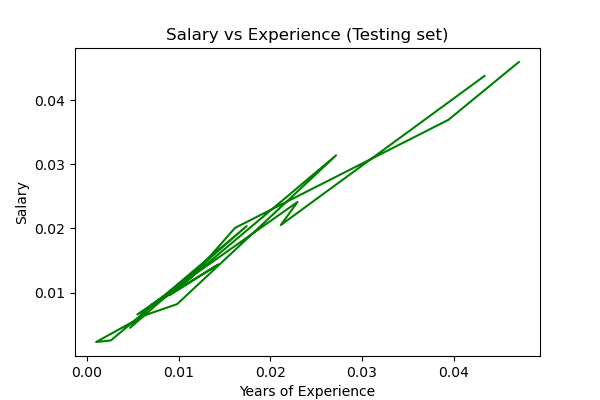 Salary vs Experience (Testing set)
0.04
0.03
0.02
0.01
Salary
0.00 0.01 0.02 0.03 0.04
Years of Experience